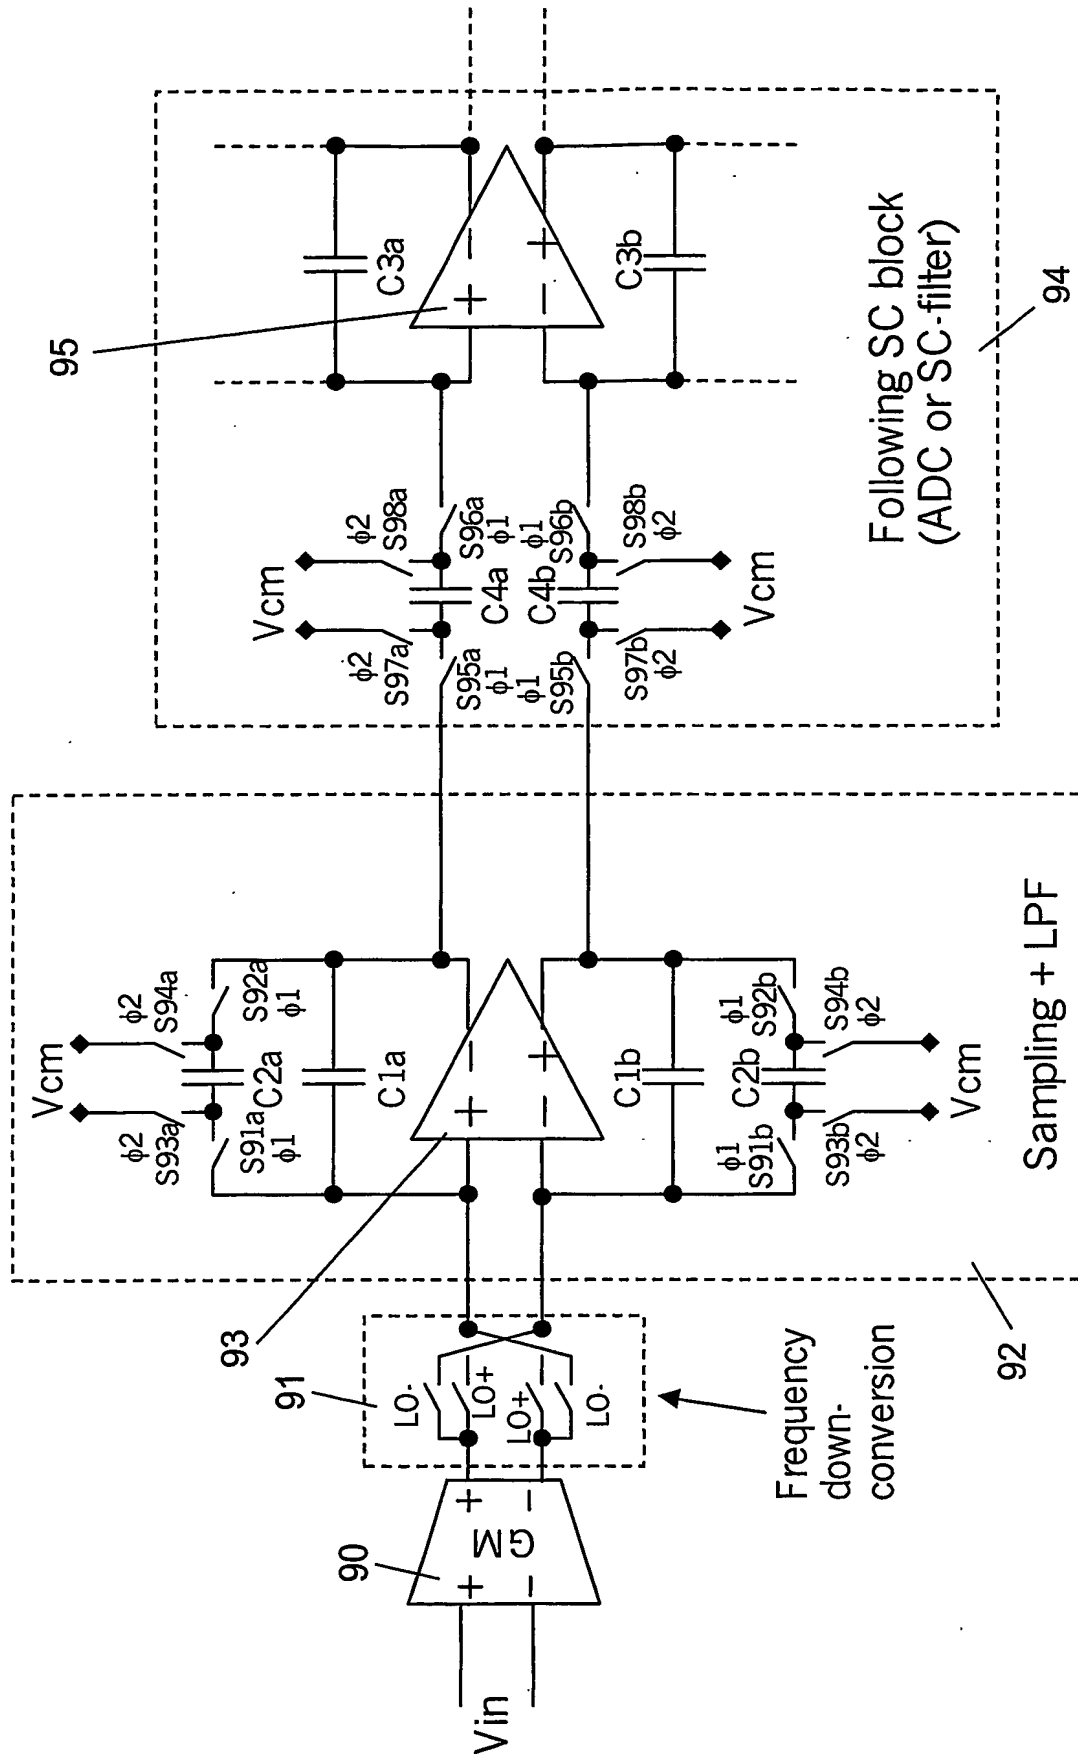 Vin
90
GM
+
−
+
−
91
LO-
LO+
LO+
LO-
Frequency
down-
conversion
92
93
Vcm
ϕ2
S93a
ϕ2
S94a
S91a
ϕ1
C2a
S92a
ϕ1
C1a
+
−
−
+
C1b
ϕ1
S91b
C2b
ϕ1
S92b
S93b
ϕ2
S94b
ϕ2
Vcm
Sampling + LPF
Vcm
ϕ2
S97a
ϕ2
S98a
S95a
ϕ1
C4a
S96a
ϕ1
ϕ1
S95b
C4b
ϕ1
S96b
S97b
ϕ2
S98b
ϕ2
Vcm
95
C3a
+
−
−
+
C3b
Following SC block
(ADC or SC-filter)
94